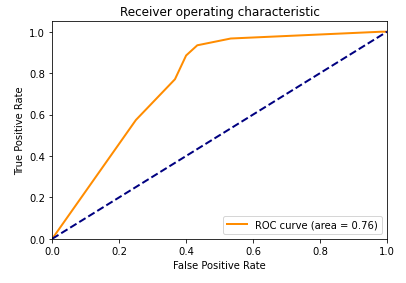 Receiver operating characteristic
True Positive Rate
1.0
0.8
0.6
0.4
0.2
0.0
ROC curve (area = 0.76)
0.0 0.2 0.4 0.6 0.8 1.0
False Positive Rate